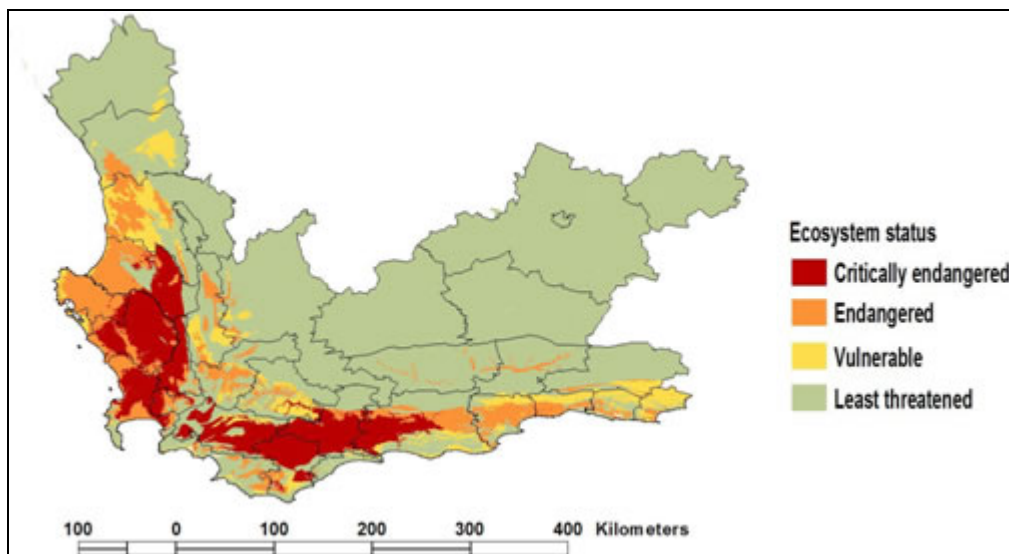 Ecosystem status
Critically endangered
Endangered
Vulnerable
Least threatened
100 0 100 200 300 400 Kilometers